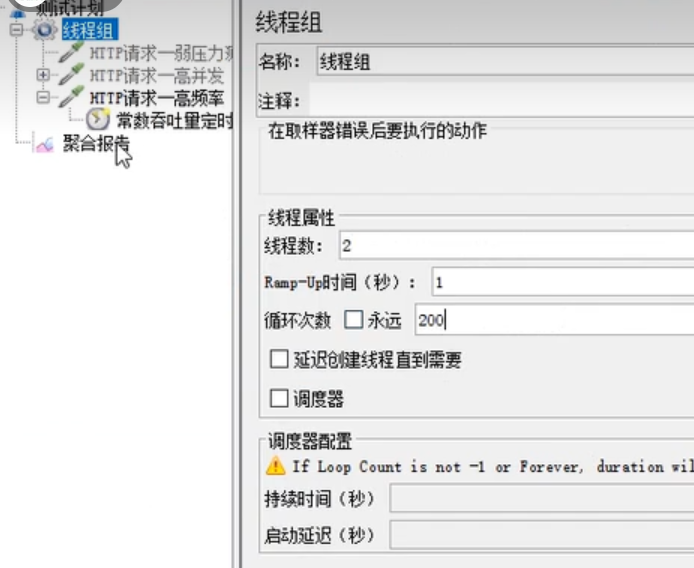 测试计划
线程组
HTTP请求一弱压力
HTTP请求一高并发
HTTP请求一高频率
常数吞吐量定时
聚合报告
线程组
名称: 线程组
注释:
在取样器错误后要执行的动作
线程属性
线程数: 2
Ramp-Up时间(秒): 1
循环次数 永远 200
延迟创建线程直到需要
调度器
调度器配置
If Loop Count is not -1 or Forever, duration wil
持续时间(秒)
启动延迟(秒)